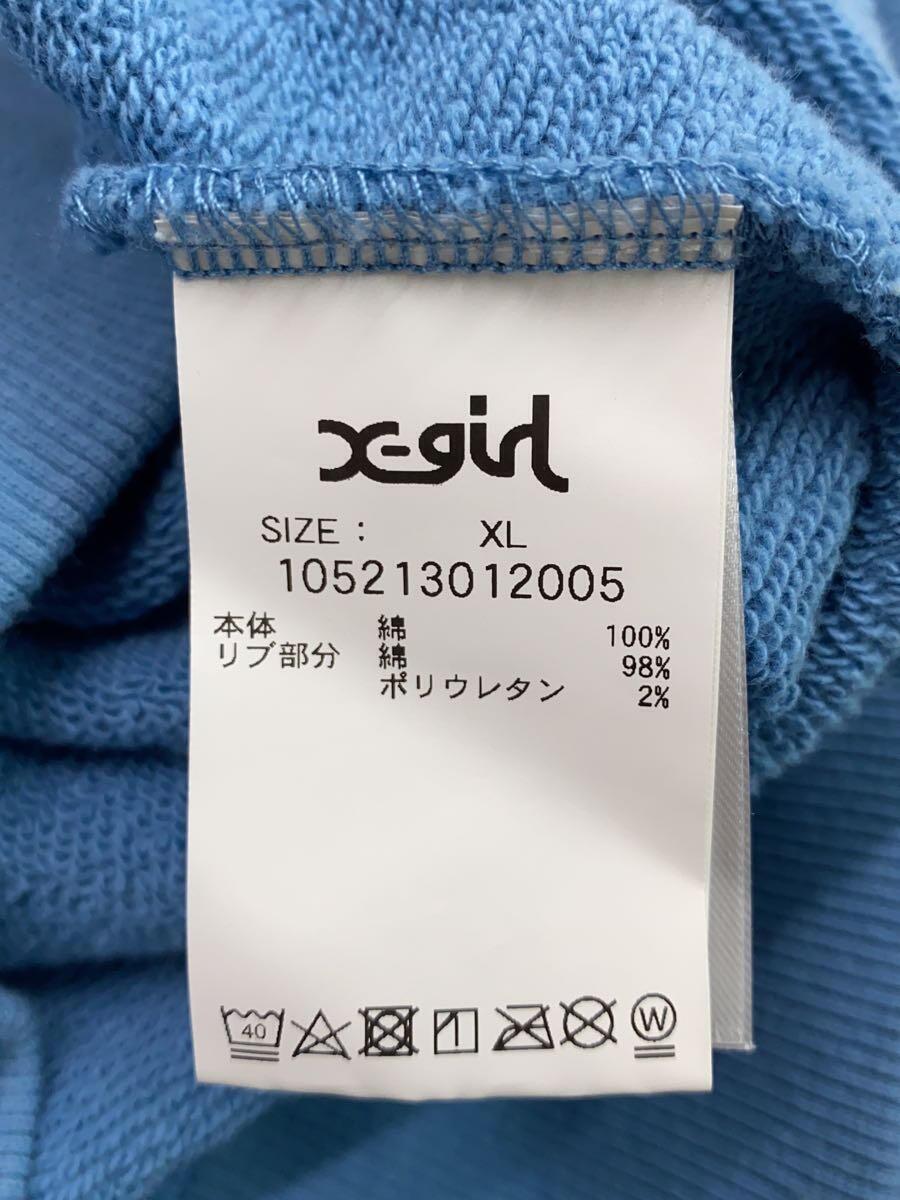 X-girl
SIZE : XL
105213012005
本体 綿 100%
リブ部分 綿 98%
ポリウレタン 2%
40 W